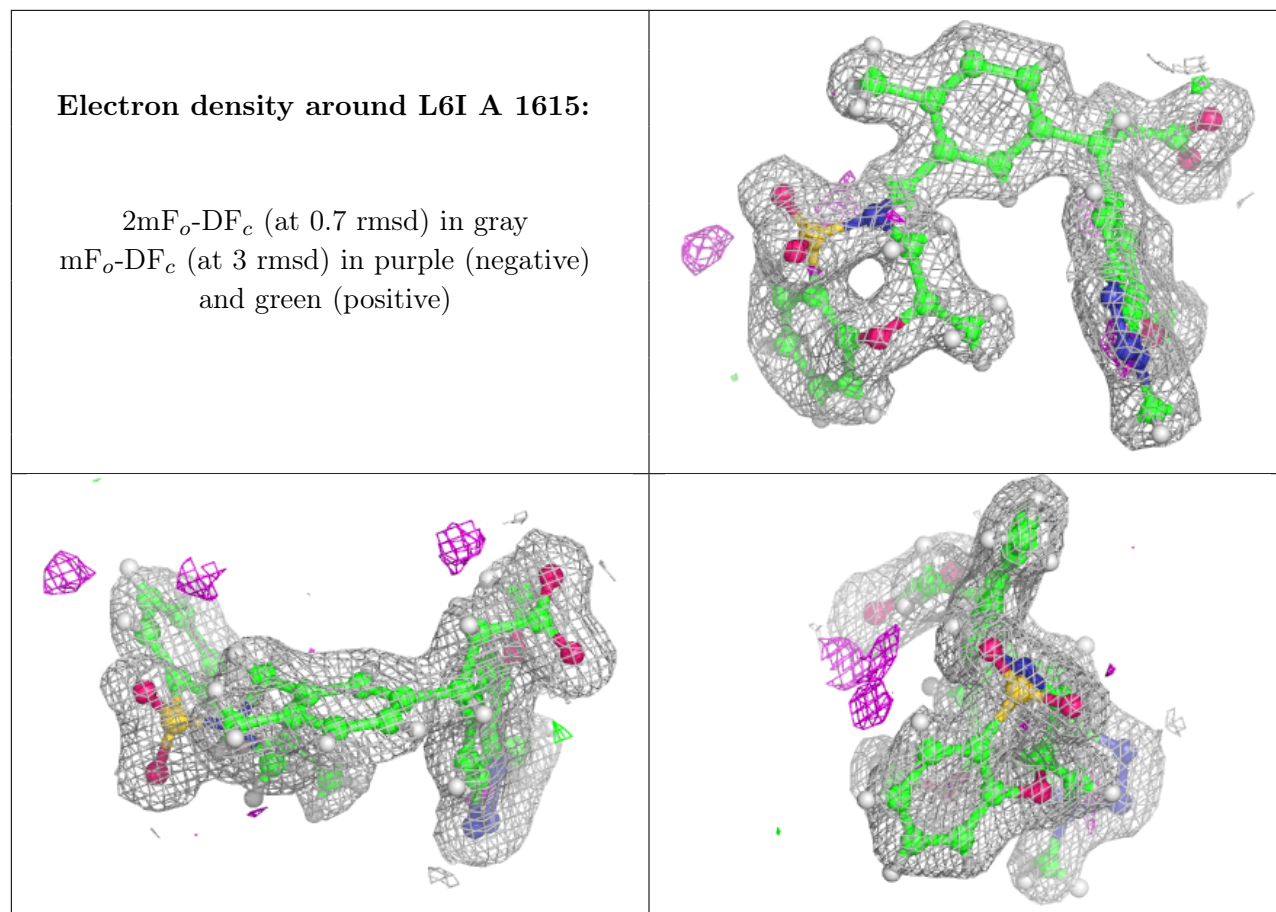 Electron density around L6I A 1615:
2mFₒ-DF𝒸 (at 0.7 rmsd) in gray
mFₒ-DF𝒸 (at 3 rmsd) in purple (negative)
and green (positive)